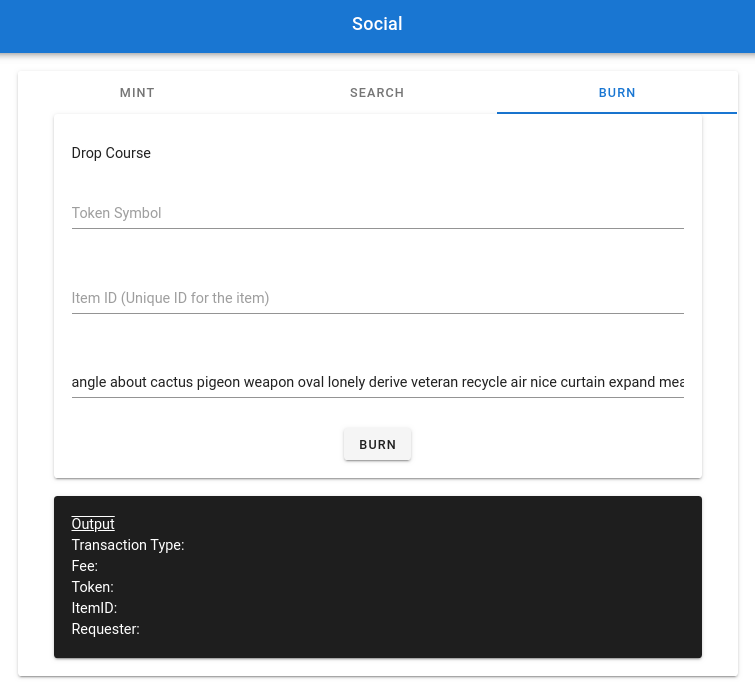 Social
MINT SEARCH BURN
Drop Course
Token Symbol
Item ID (Unique ID for the item)
angle about cactus pigeon weapon oval lonely derive veteran recycle air nice curtain expand
BURN
Output
Transaction Type:
Fee:
Token:
ItemID:
Requester: